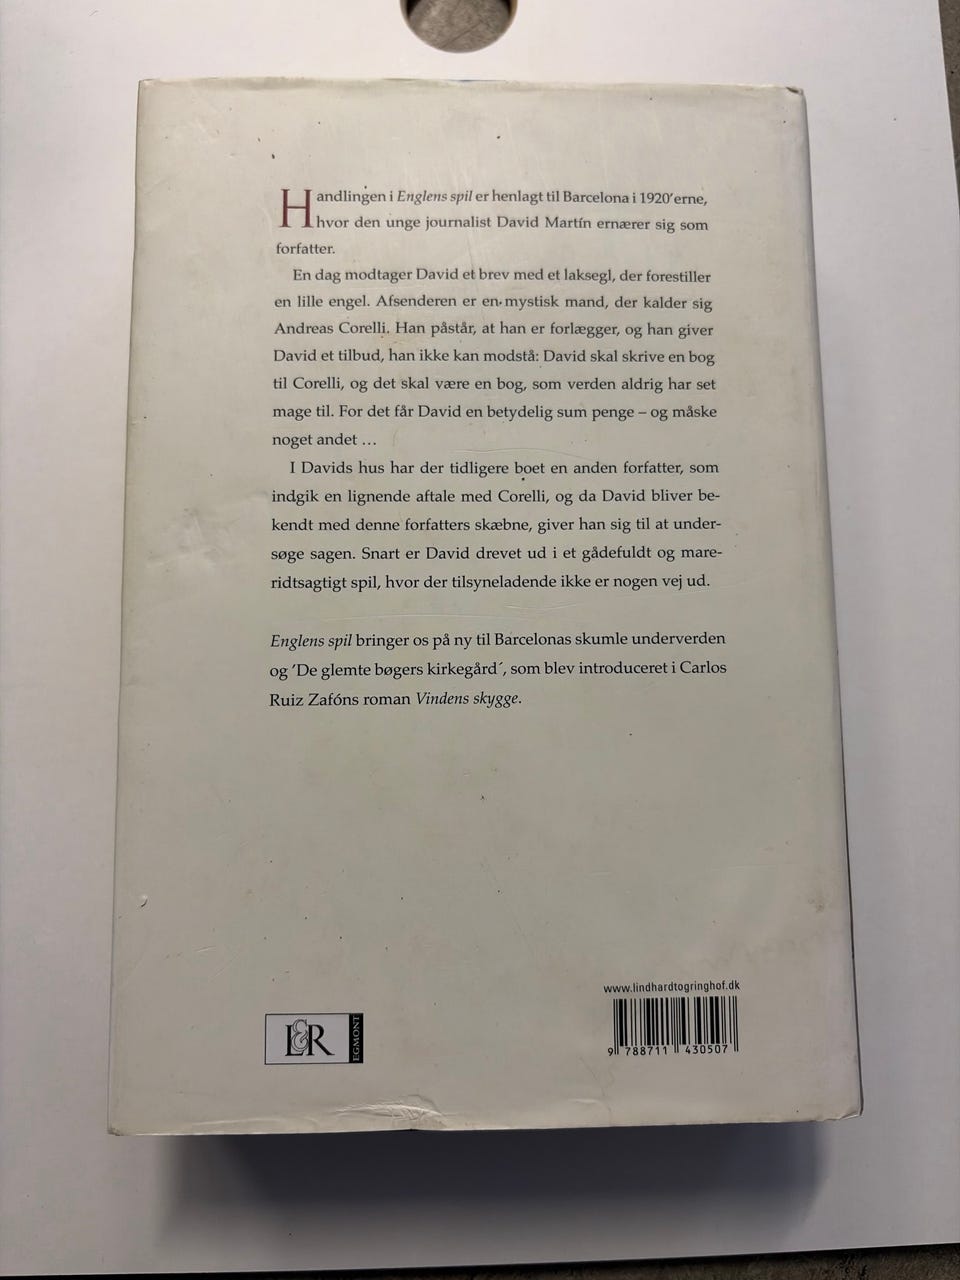 Handlingen i Englens spil er henlagt til Barcelona i 1920'erne,
hvor den unge journalist David Martín ernærer sig som
forfatter.
En dag modtager David et brev med et laksegl, der forestiller
en lille engel. Afsenderen er en mystisk mand, der kalder sig
Andreas Corelli. Han påstår, at han er forlægger, og han giver
David et tilbud, han ikke kan modstå: David skal skrive en bog
til Corelli, og det skal være en bog, som verden aldrig har set
mage til. For det får David en betydelig sum penge – og måske
noget andet ...
I Davids hus har der tidligere boet en anden forfatter, som
indgik en lignende aftale med Corelli, og da David bliver be-
kendt med denne forfatters skæbne, giver han sig til at under-
søge sagen. Snart er David drevet ud i et gådefuldt og mare-
ridtsagtigt spil, hvor der tilsyneladende ikke er nogen vej ud.
Englens spil bringer os på ny til Barcelonas skumle underverden
og 'De glemte bøgers kirkegård´, som blev introduceret i Carlos
Ruiz Zafóns roman Vindens skygge.
www.lindhardtogringhof.dk
L&R EGMONT
9 788711 430507